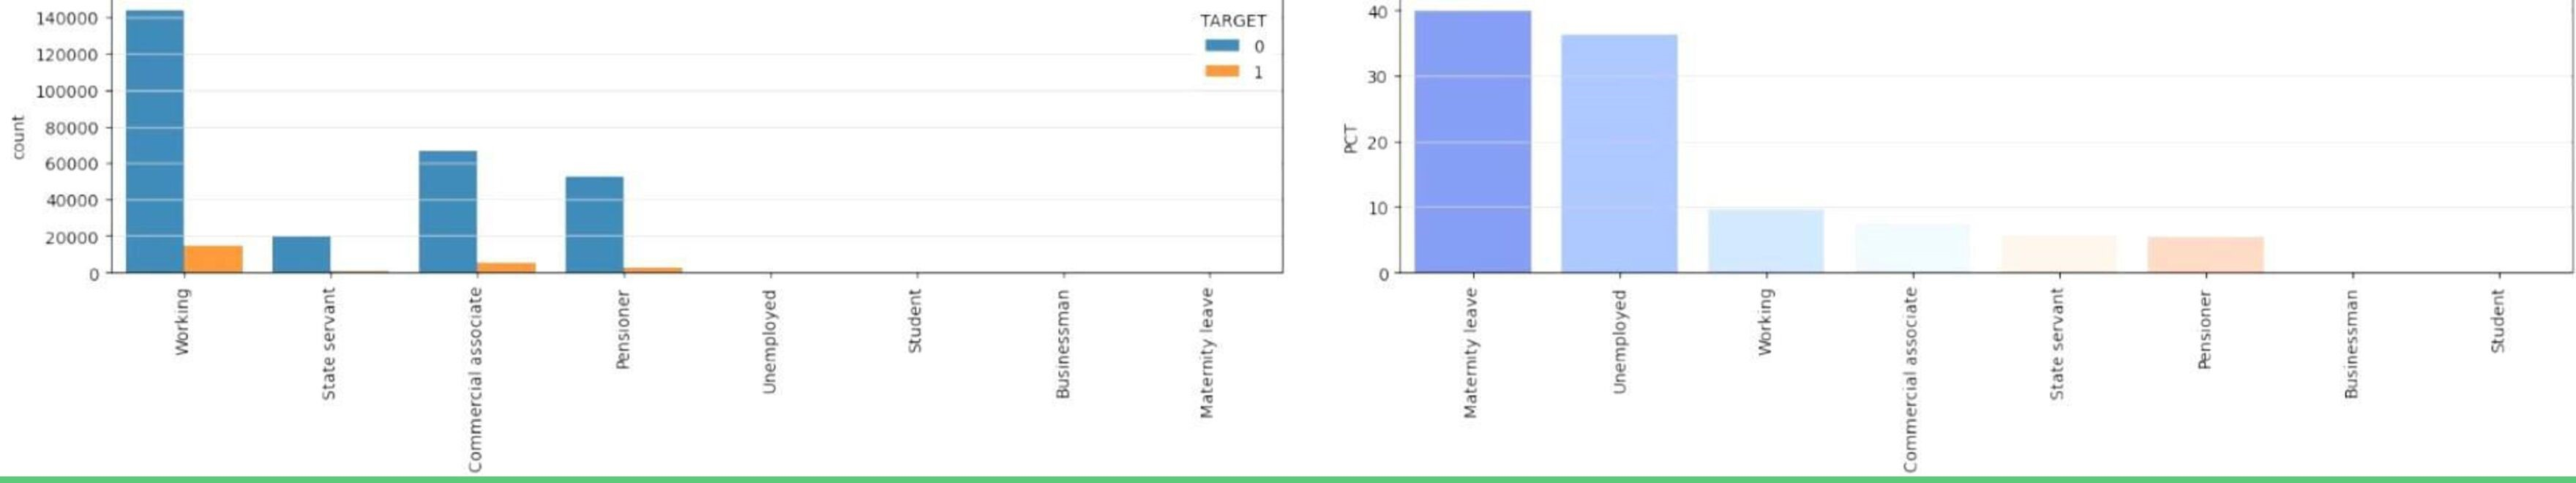 140000
120000
100000
80000
60000
40000
20000
0
count
TARGET
0
1
Working
State servant
Commercial associate
Pensioner
Unemployed
Student
Businessman
Maternity leave
40
30
20
10
0
PCT
Maternity leave
Unemployed
Working
Commercial associate
State servant
Pensioner
Businessman
Student